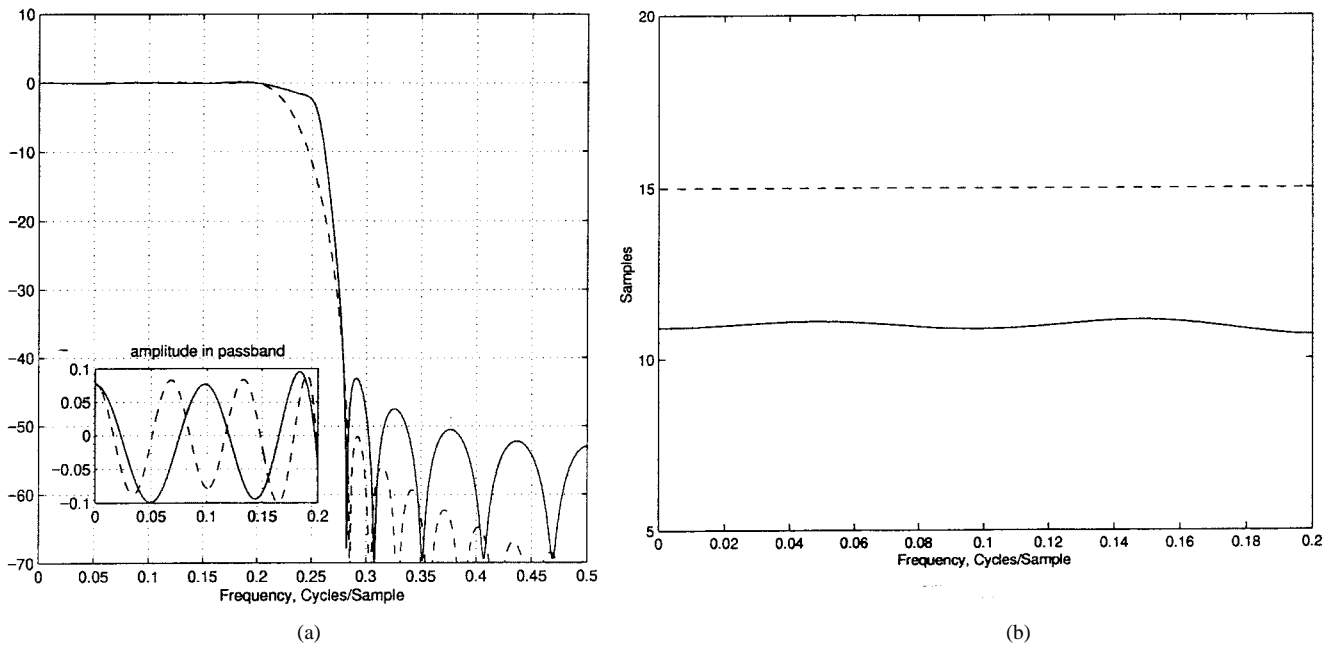 10
0
−10
−20
−30
−40
−50
−60
−70
0 0.05 0.1 0.15 0.2 0.25 0.3 0.35 0.4 0.45 0.5
Frequency, Cycles/Sample
amplitude in passband
0.1
0.05
0
−0.05
−0.1
0 0.05 0.1 0.15 0.2
(a)
20
15
10
5
Samples
0 0.02 0.04 0.06 0.08 0.1 0.12 0.14 0.16 0.18 0.2
Frequency, Cycles/Sample
(b)